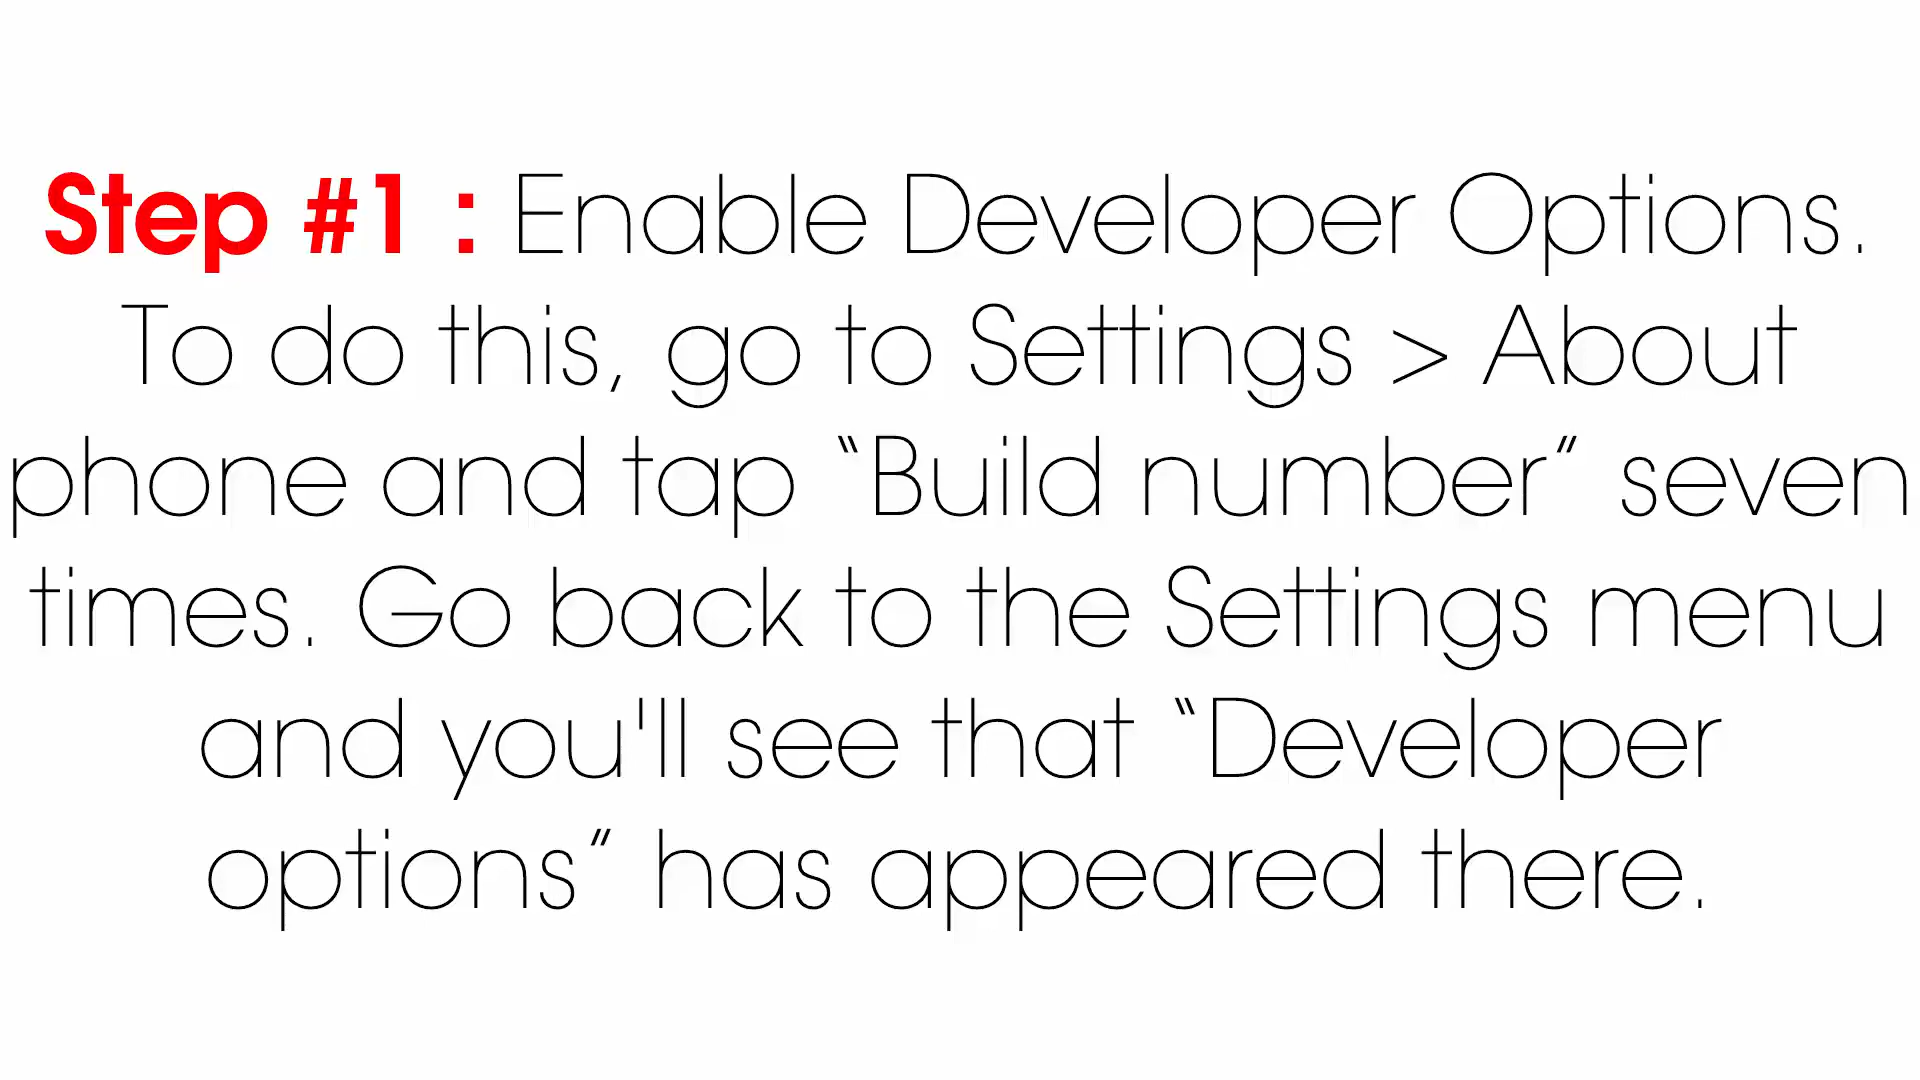 Step #1 : Enable Developer Options.
To do this, go to Settings > About
phone and tap “Build number” seven
times. Go back to the Settings menu
and you'll see that “Developer
options” has appeared there.